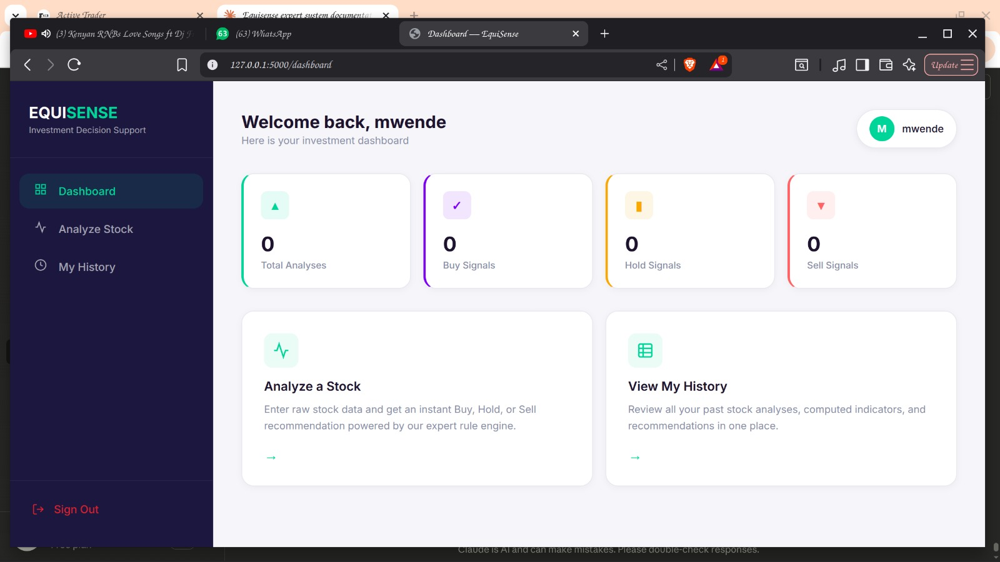 Active Trader
Equisense expert system documentat
(3) Kenyan RNBs Love Songs ft Dj
63
(63) WhatsApp
Dashboard — EquiSense
127.0.0.1:5000/dashboard
1
Update
EQUISENSE
Investment Decision Support
Dashboard
Analyze Stock
My History
Sign Out
Welcome back, mwende
Here is your investment dashboard
M
mwende
0
Total Analyses
0
Buy Signals
0
Hold Signals
0
Sell Signals
Analyze a Stock
Enter raw stock data and get an instant Buy, Hold, or Sell
recommendation powered by our expert rule engine.
→
View My History
Review all your past stock analyses, computed indicators, and
recommendations in one place.
→
Claude is AI and can make mistakes. Please double-check responses.